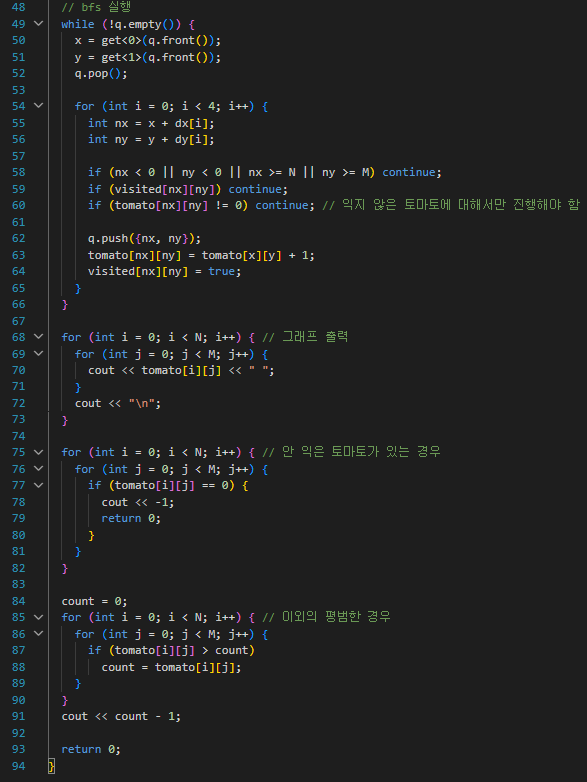 48 // bfs 실행
49 while (!q.empty()) {
50 x = get<0>(q.front());
51 y = get<1>(q.front());
52 q.pop();
53
54 for (int i = 0; i < 4; i++) {
55 int nx = x + dx[i];
56 int ny = y + dy[i];
57
58 if (nx < 0 || ny < 0 || nx >= N || ny >= M) continue;
59 if (visited[nx][ny]) continue;
60 if (tomato[nx][ny] != 0) continue; // 익지 않은 토마토에 대해서만 진행해야 함
61
62 q.push({nx, ny});
63 tomato[nx][ny] = tomato[x][y] + 1;
64 visited[nx][ny] = true;
65 }
66 }
67
68 for (int i = 0; i < N; i++) { // 그래프 출력
69 for (int j = 0; j < M; j++) {
70 cout << tomato[i][j] << " ";
71 }
72 cout << "\n";
73 }
74
75 for (int i = 0; i < N; i++) { // 안 익은 토마토가 있는 경우
76 for (int j = 0; j < M; j++) {
77 if (tomato[i][j] == 0) {
78 cout << -1;
79 return 0;
80 }
81 }
82 }
83
84 count = 0;
85 for (int i = 0; i < N; i++) { // 이외의 평범한 경우
86 for (int j = 0; j < M; j++) {
87 if (tomato[i][j] > count)
88 count = tomato[i][j];
89 }
90 }
91 cout << count - 1;
92
93 return 0;
94 }